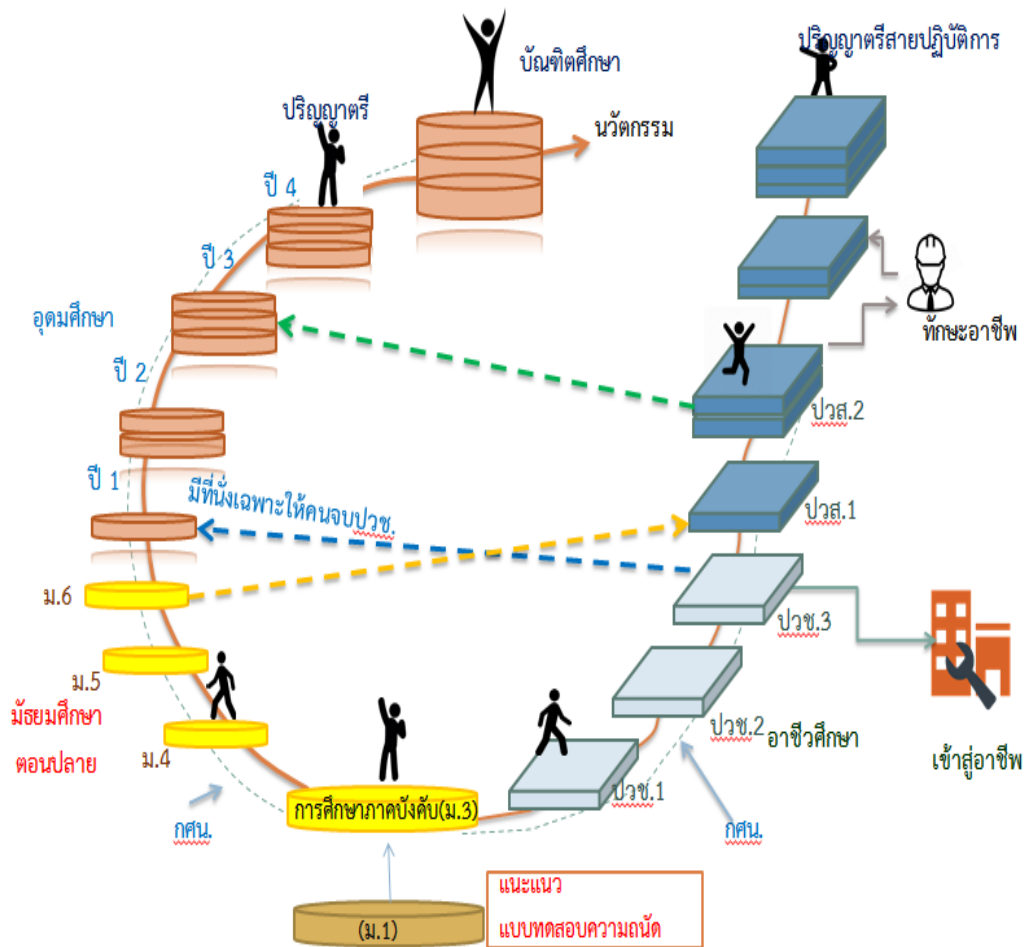 ปริญญาตรีสายปฏิบัติการ
บัณฑิตศึกษา
ปริญญาตรี
นวัตกรรม
ปี 4
ปี 3
อุดมศึกษา
ทักษะอาชีพ
ปี 2
ปวส.2
ปี 1
มีที่นั่งเฉพาะให้คนจบปวช.
ปวส.1
ม.6
ปวช.3
ม.5
มัธยมศึกษา
ตอนปลาย
ม.4
ปวช.2
อาชีวศึกษา
เข้าสู่อาชีพ
ปวช.1
การศึกษาภาคบังคับ(ม.3)
กศน.
กศน.
แนะแนว
แบบทดสอบความถนัด
(ม.1)